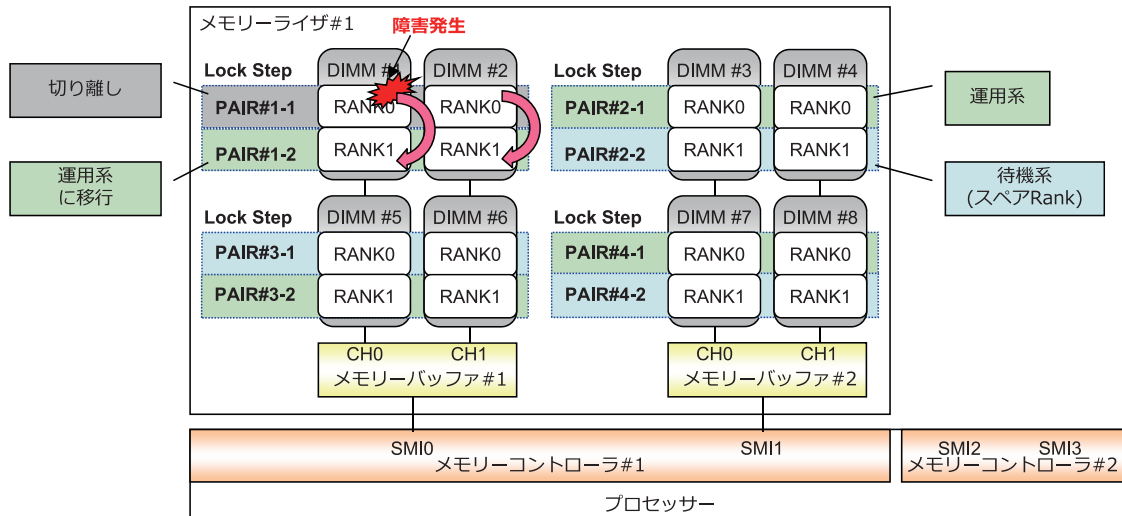 メモリーライザ#1
障害発生
切り離し
運用系
に移行
Lock Step
DIMM #1
DIMM #2
PAIR#1-1
RANK0
RANK0
PAIR#1-2
RANK1
RANK1
DIMM #3
DIMM #4
PAIR#2-1
RANK0
RANK0
PAIR#2-2
RANK1
RANK1
運用系
待機系
(スペアRank)
Lock Step
DIMM #5
DIMM #6
PAIR#3-1
RANK0
RANK0
PAIR#3-2
RANK1
RANK1
Lock Step
DIMM #7
DIMM #8
PAIR#4-1
RANK0
RANK0
PAIR#4-2
RANK1
RANK1
Lock Step
CH0
CH1
メモリーバッファ#1
CH0
CH1
メモリーバッファ#2
SMI0
SMI1
メモリーコントローラ#1
SMI2
SMI3
メモリーコントローラ#2
プロセッサー